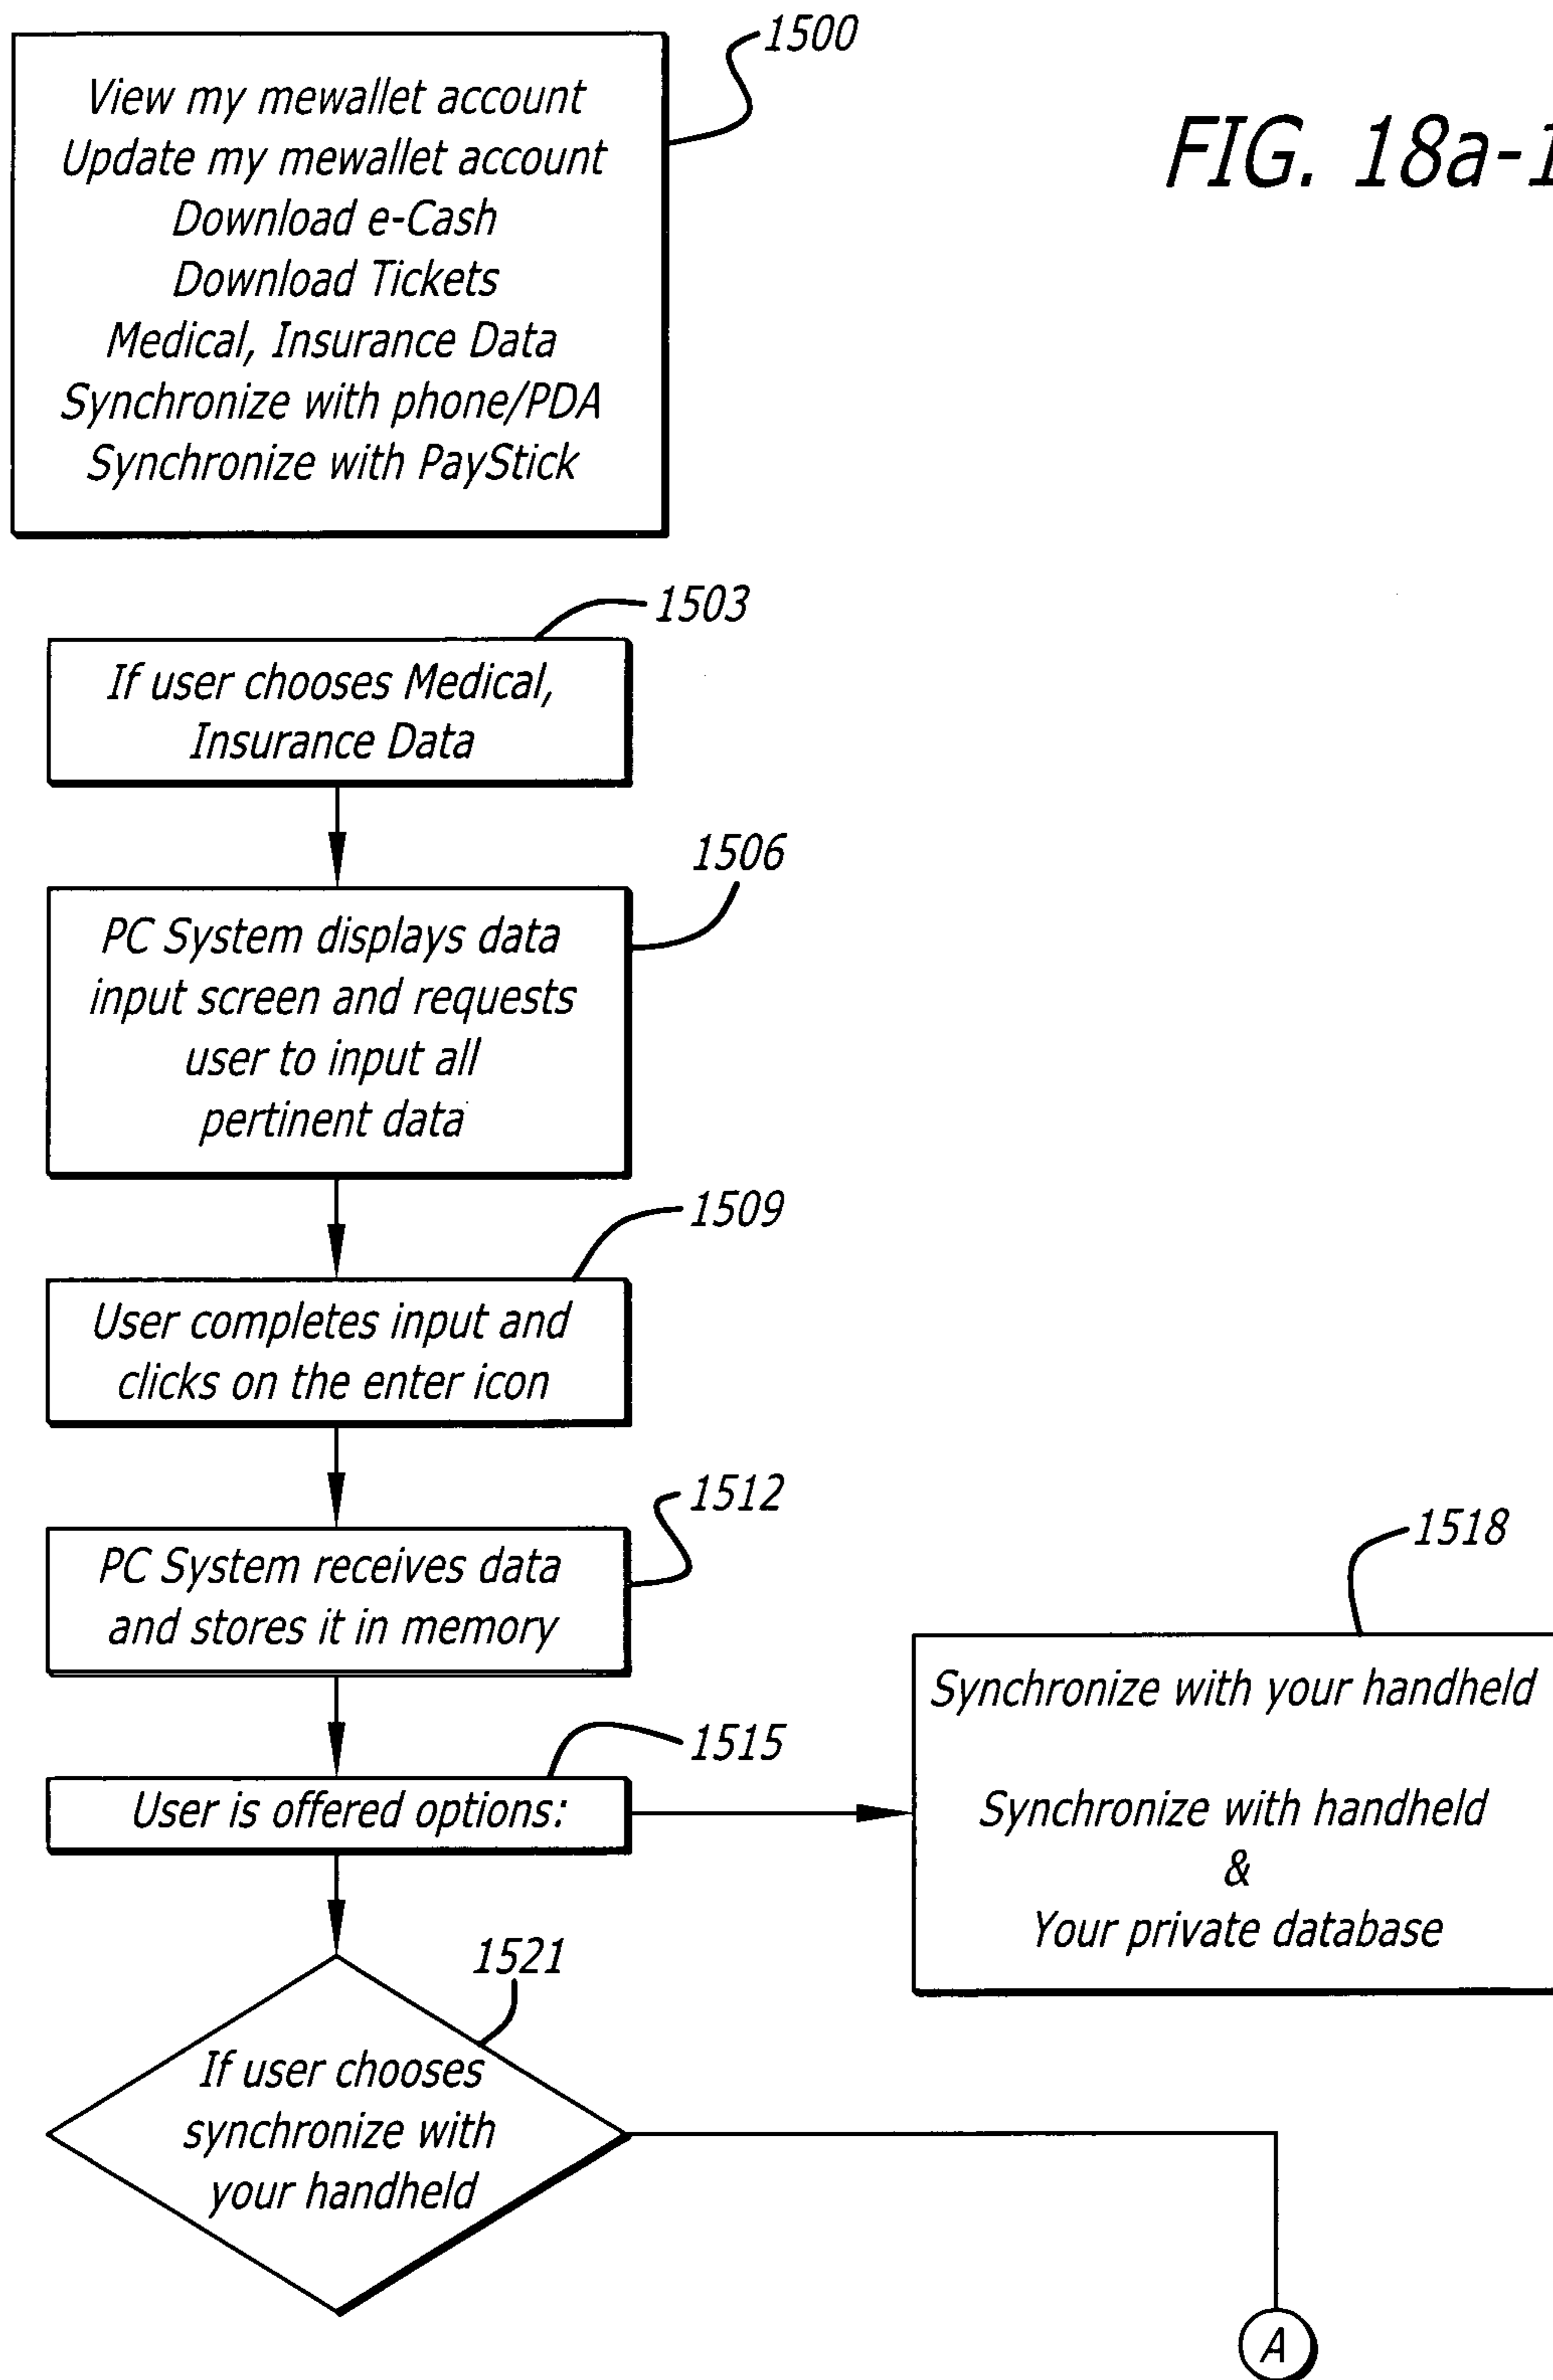 1500
FIG. 18a-1
View my mewallet account
Update my mewallet account
Download e-Cash
Download Tickets
Medical, Insurance Data
Synchronize with phone/PDA
Synchronize with PayStick
1503
If user chooses Medical,
Insurance Data
1506
PC System displays data
input screen and requests
user to input all
pertinent data
1509
User completes input and
clicks on the enter icon
1512
PC System receives data
and stores it in memory
1515
User is offered options:
1518
Synchronize with your handheld
Synchronize with handheld
&
Your private database
1521
If user chooses
synchronize with
your handheld
A